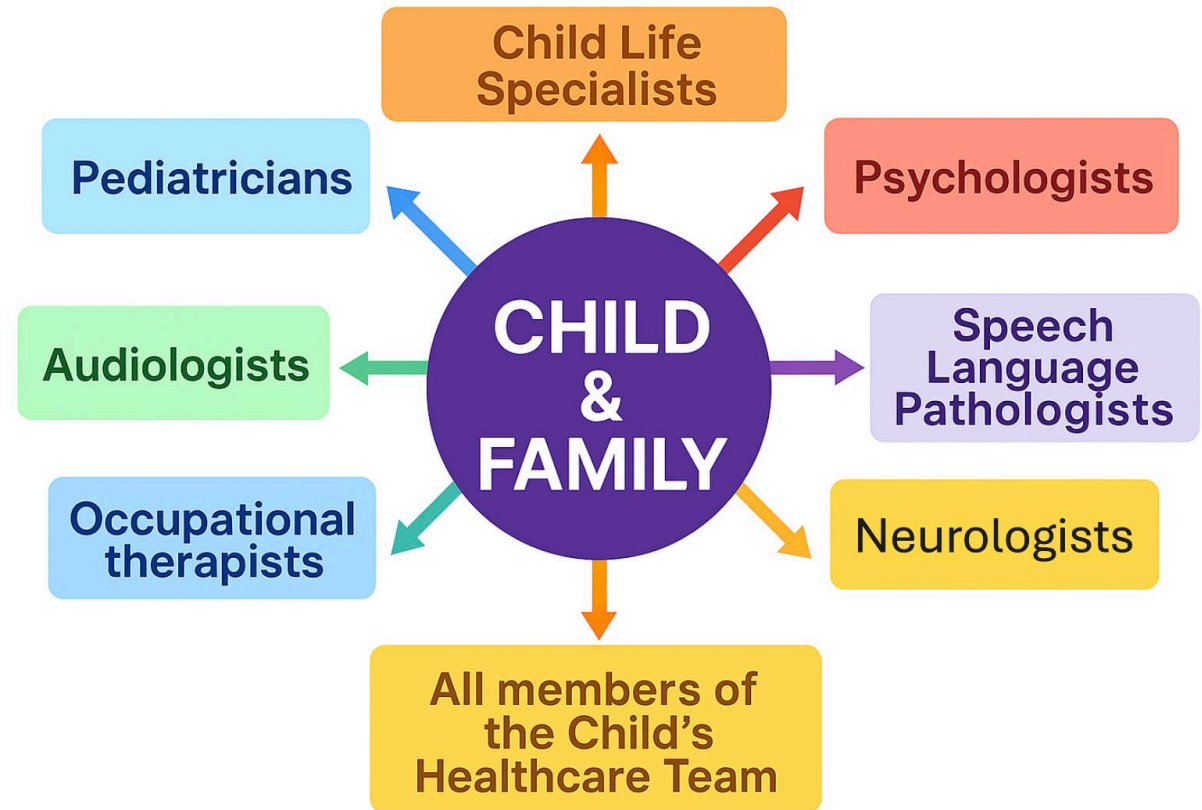 Child Life
Specialists
Pediatricians
Psychologists
Audiologists
CHILD
&
FAMILY
Speech
Language
Pathologists
Occupational
therapists
Neurologists
All members of
the Child's
Healthcare Team